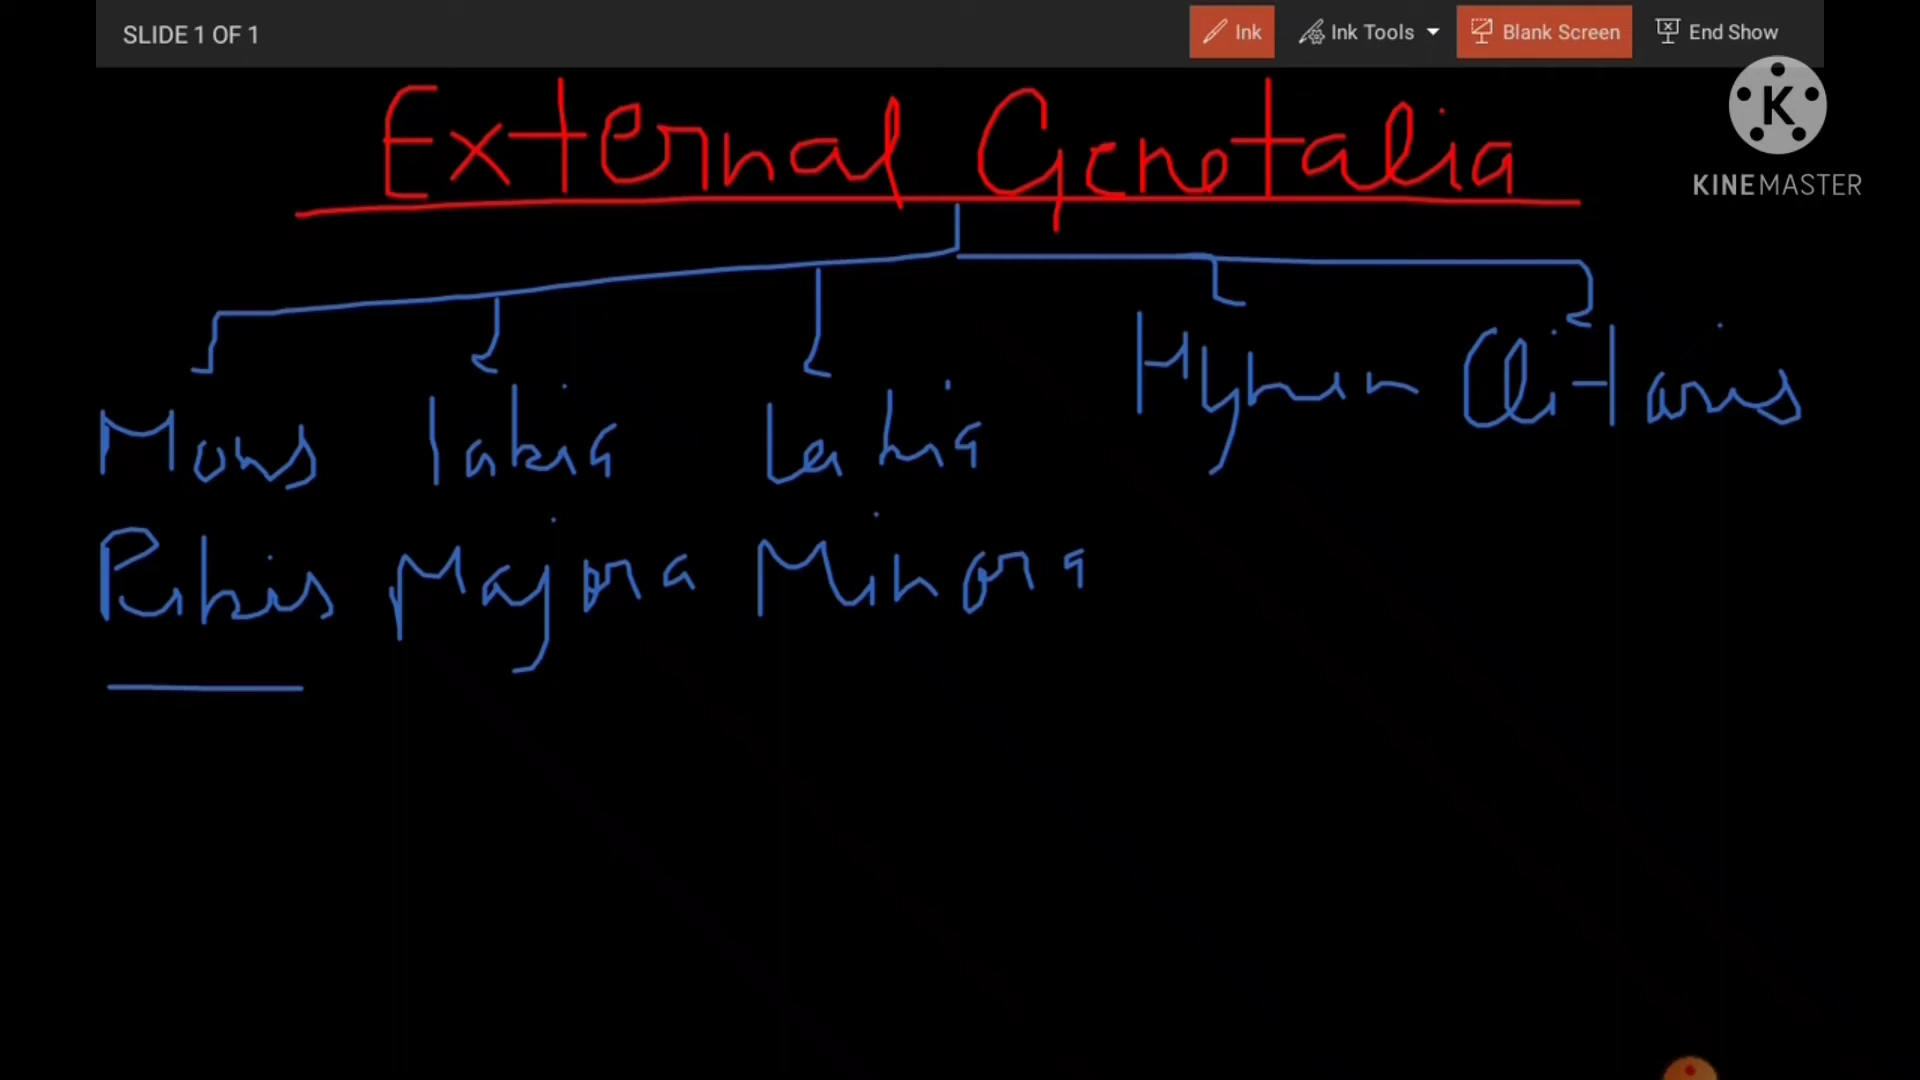 SLIDE 1 OF 1 Ink Ink Tools Blank Screen End Show
K
KINEMASTER
External Genotalia
Mons labia Labia Hymen Clitoris
Pubis Majora Minora